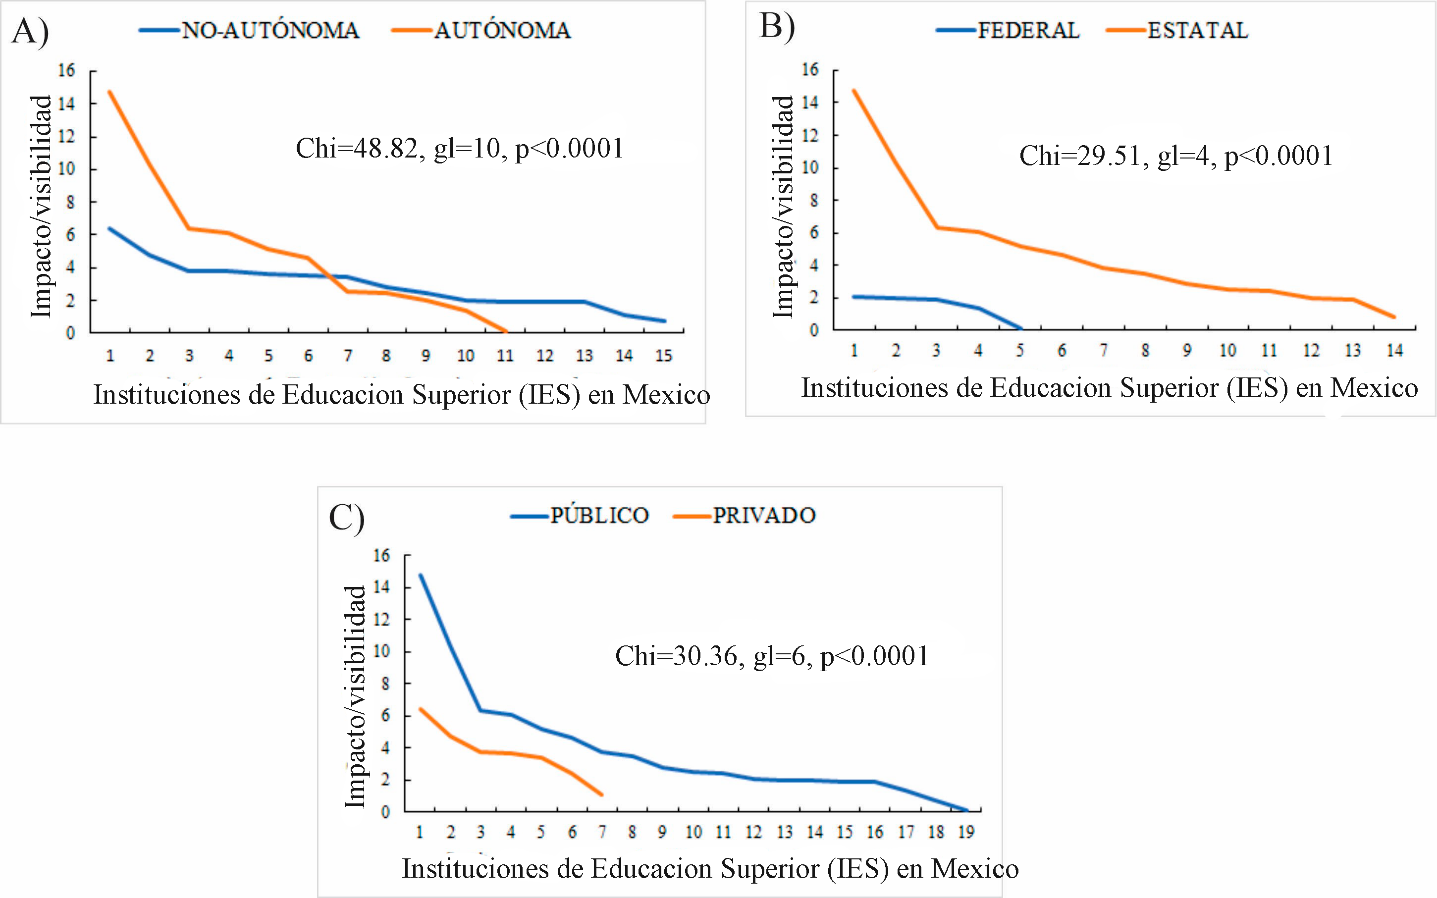 A)
NO-AUTÓNOMA AUTÓNOMA
Impacto/visibilidad
16
14
12
10
8
6
4
2
0
Chi=48.82, gl=10, p<0.0001
1 2 3 4 5 6 7 8 9 10 11 12 13 14 15
Instituciones de Educacion Superior (IES) en Mexico
B)
FEDERAL ESTATAL
Impacto/visibilidad
16
14
12
10
8
6
4
2
0
Chi=29.51, gl=4, p<0.0001
1 2 3 4 5 6 7 8 9 10 11 12 13 14
Instituciones de Educacion Superior (IES) en Mexico
C)
PÚBLICO PRIVADO
Impacto/visibilidad
16
14
12
10
8
6
4
2
0
Chi=30.36, gl=6, p<0.0001
1 2 3 4 5 6 7 8 9 10 11 12 13 14 15 16 17 18 19
Instituciones de Educacion Superior (IES) en Mexico